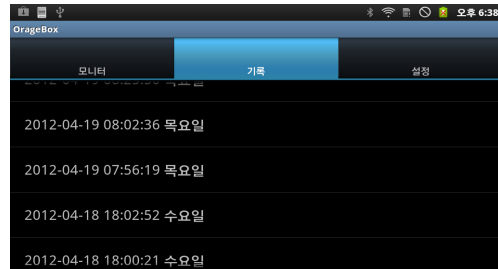 오후 6:38
OrageBox
모니터 기록 설정
2012-04-19 08:02:36 목요일
2012-04-19 07:56:19 목요일
2012-04-18 18:02:52 수요일
2012-04-18 18:00:21 수요일